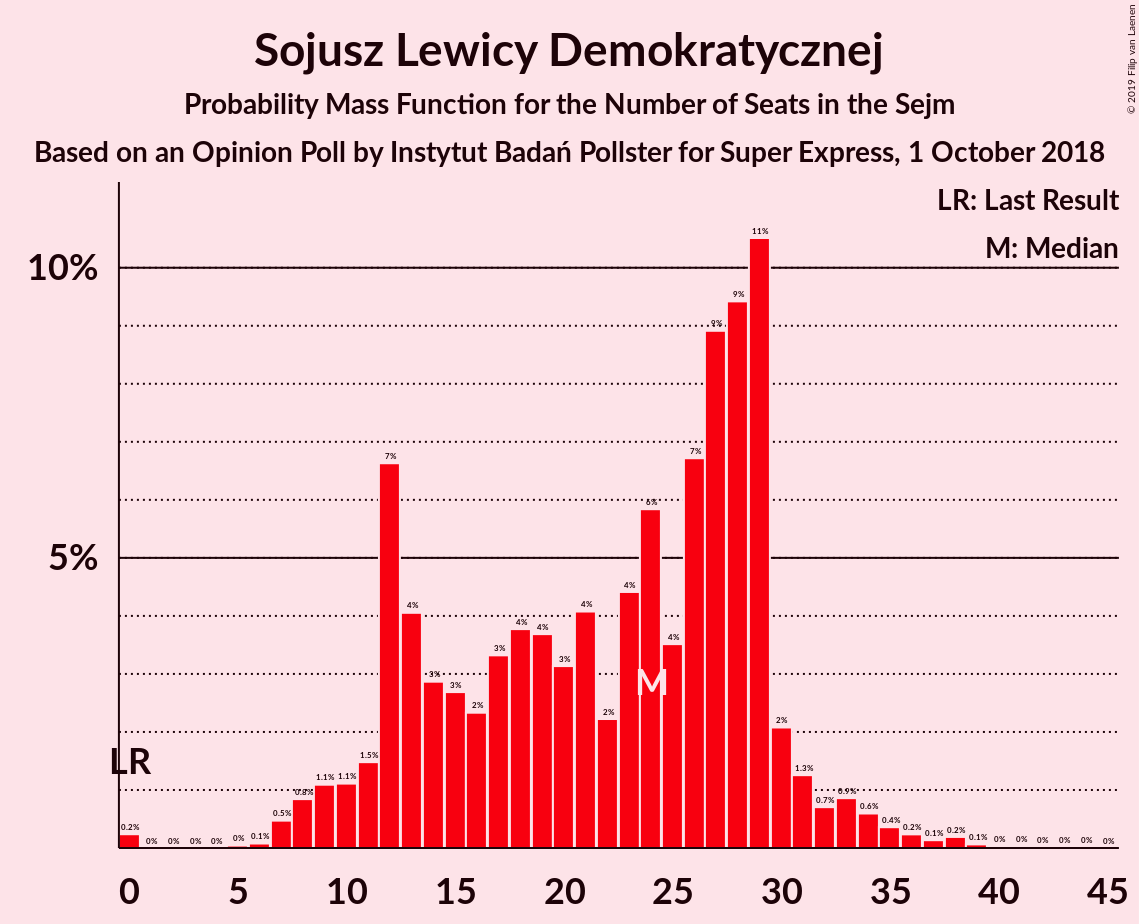 Sojusz Lewicy Demokratycznej
Probability Mass Function for the Number of Seats in the Sejm
Based on an Opinion Poll by Instytut Badań Pollster for Super Express, 1 October 2018
© 2019 Filip van Laenen
LR: Last Result
M: Median
10%
5%
LR
M
0.2% 0% 0% 0% 0% 0% 0.1% 0.5% 0.8% 1.1% 1.1% 1.5% 7% 4% 3% 3% 2% 3% 4% 4% 3% 4% 2% 4% 6% 4% 7% 9% 9% 11% 2% 1.3% 0.7% 0.9% 0.6% 0.4% 0.2% 0.1% 0.2% 0.1% 0% 0% 0% 0% 0% 0%
0 5 10 15 20 25 30 35 40 45